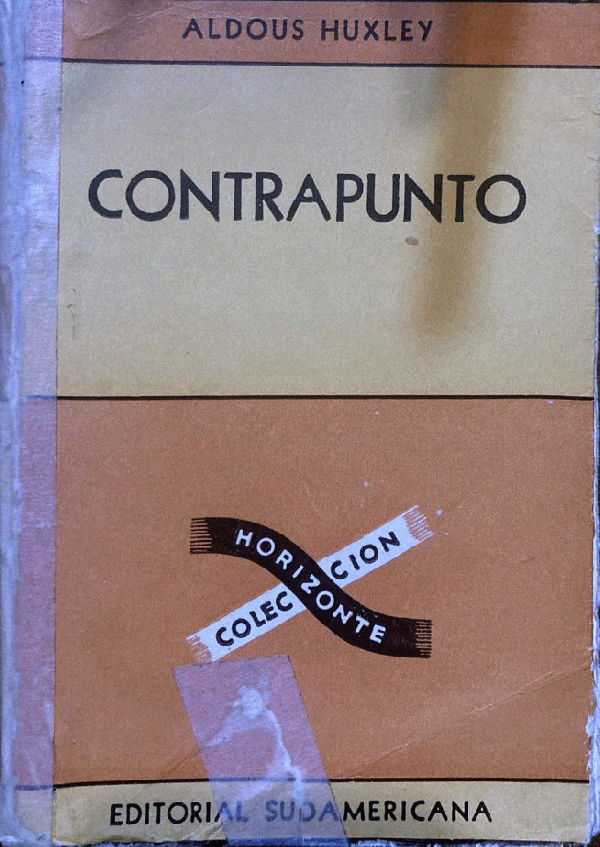 ALDOUS HUXLEY
CONTRAPUNTO
COLECCION
HORIZONTE
EDITORIAL SUDAMERICANA